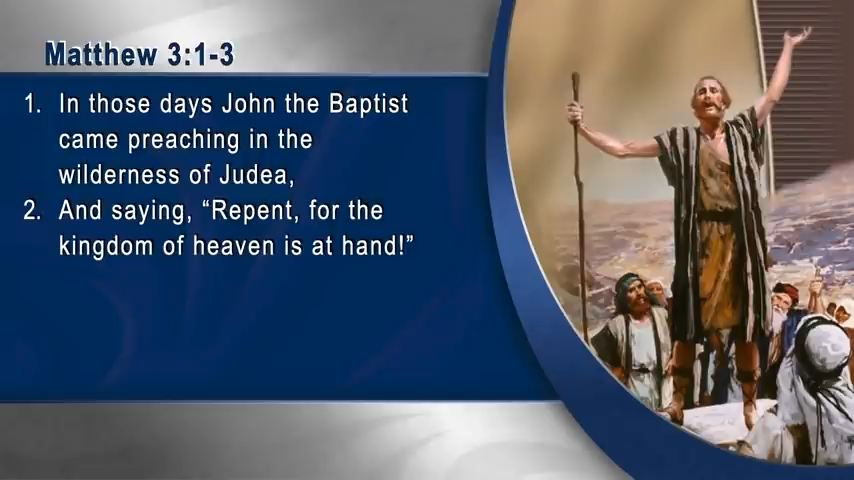 Matthew 3:1-3
1. In those days John the Baptist
came preaching in the
wilderness of Judea,
2. And saying, “Repent, for the
kingdom of heaven is at hand!”